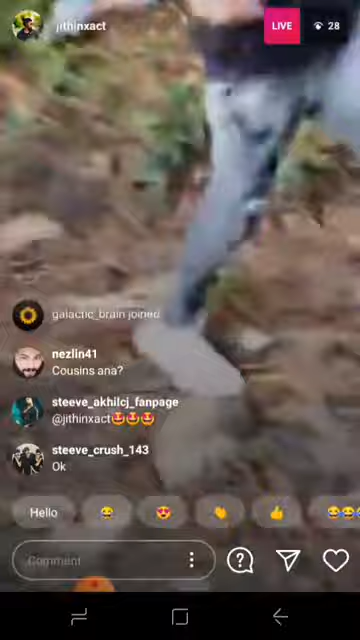 jithinxact
LIVE
28
galactic_brain joined
nezlin41
Cousins ana?
steeve_akhilcj_fanpage
@jithinxact🤩🤩🤩
steeve_crush_143
Ok
Hello 😂 😍 👏 👍 😂😂😂
Comment